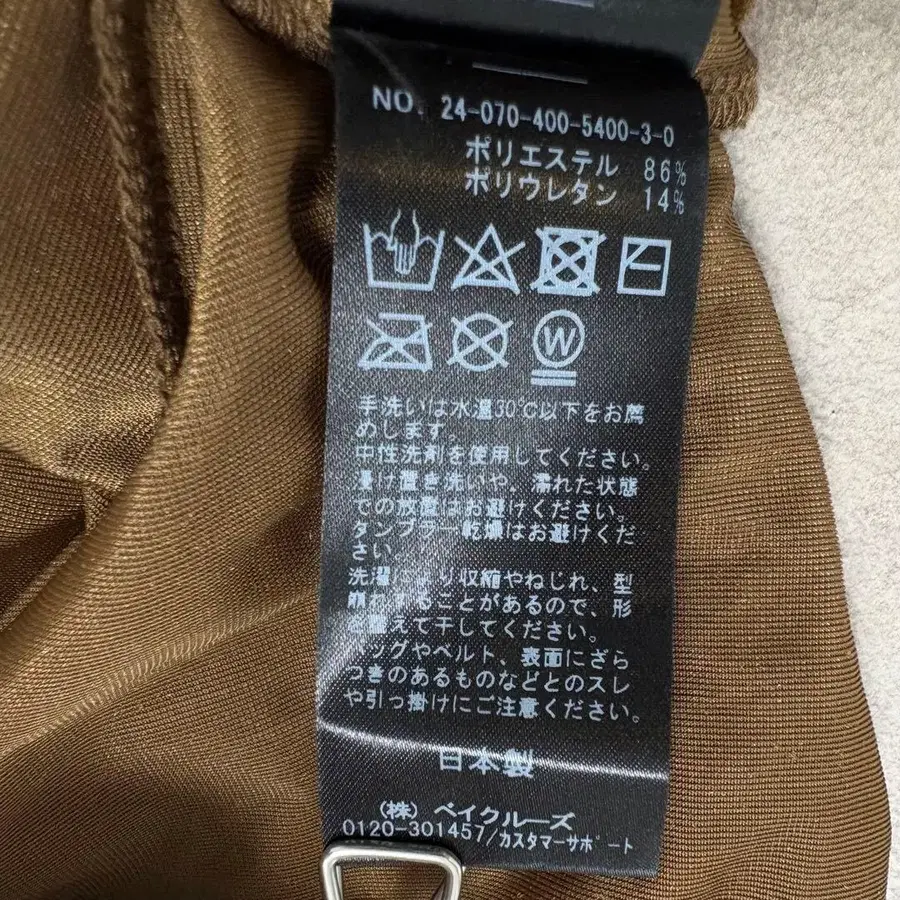 NO. 24-070-400-5400-3-0
ポリエステル 86%
ポリウレタン 14%
W
手洗いは水温30℃以下をお薦
めします。
中性洗剤を使用してください。
浸け置き洗いや、濡れた状態
での放置はお避けください。
タンブラー乾燥はお避けくだ
さい。
洗濯により収縮やねじれ、型
崩れすることがあるので、形
を整えて干してください。
バッグやベルト、表面にざら
つきのあるものなどとのスレ
や引っ掛けにご注意ください。
日本製
(株) ベイクルーズ
0120-301457/カスタマーサポート